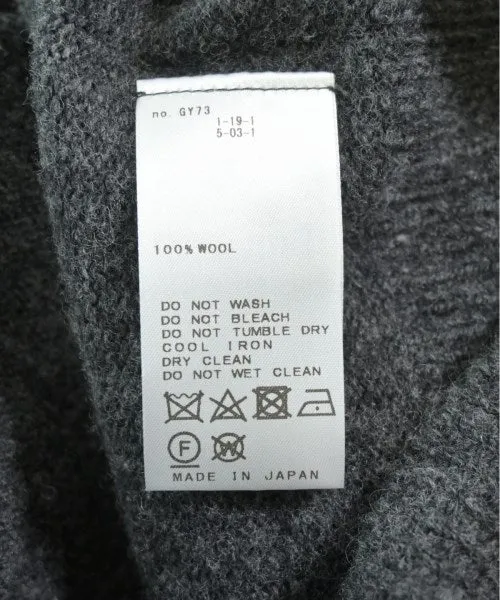 no. GY73
1-19-1
5-03-1
100% WOOL
DO NOT WASH
DO NOT BLEACH
DO NOT TUMBLE DRY
COOL IRON
DRY CLEAN
DO NOT WET CLEAN
F W
MADE IN JAPAN